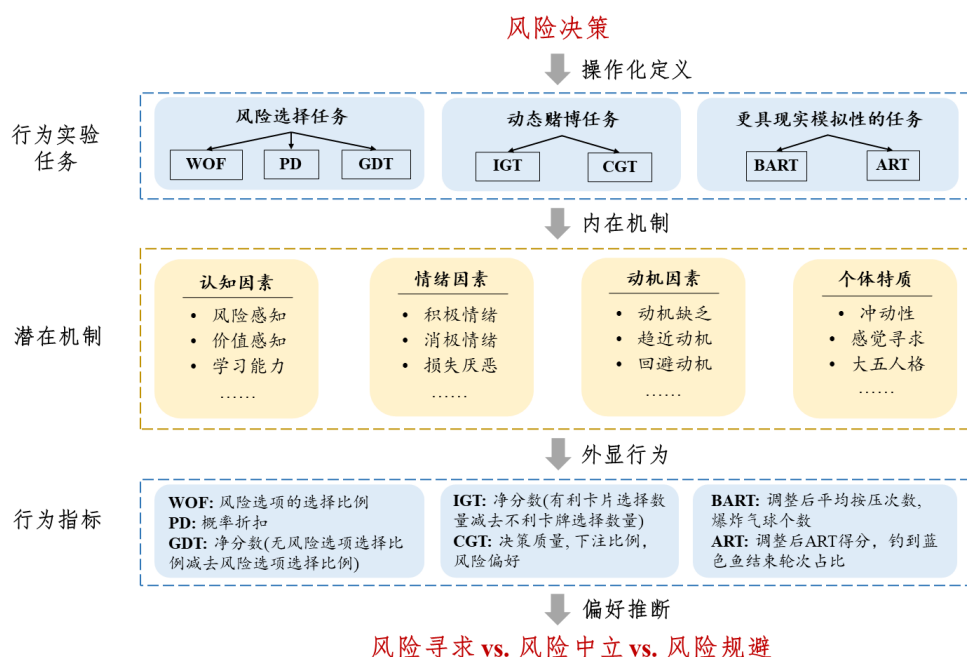 风险决策
操作化定义
行为实验
任务
风险选择任务
WOF
PD
GDT
动态赌博任务
IGT
CGT
更具现实模拟性的任务
BART
ART
内在机制
潜在机制
认知因素
• 风险感知
• 价值感知
• 学习能力
……
情绪因素
• 积极情绪
• 消极情绪
• 损失厌恶
……
动机因素
• 动机缺乏
• 趋近动机
• 回避动机
……
个体特质
• 冲动性
• 感觉寻求
• 大五人格
……
外显行为
行为指标
WOF: 风险选项的选择比例
PD: 概率折扣
GDT: 净分数(无风险选项选择比
例减去风险选项选择比例)
IGT: 净分数(有利卡片选择数
量减去不利卡牌选择数量)
CGT: 决策质量, 下注比例,
风险偏好
BART: 调整后平均按压次数,
爆炸气球个数
ART: 调整后ART得分，钓到蓝
色鱼结束轮次占比
偏好推断
风险寻求 vs. 风险中立 vs. 风险规避